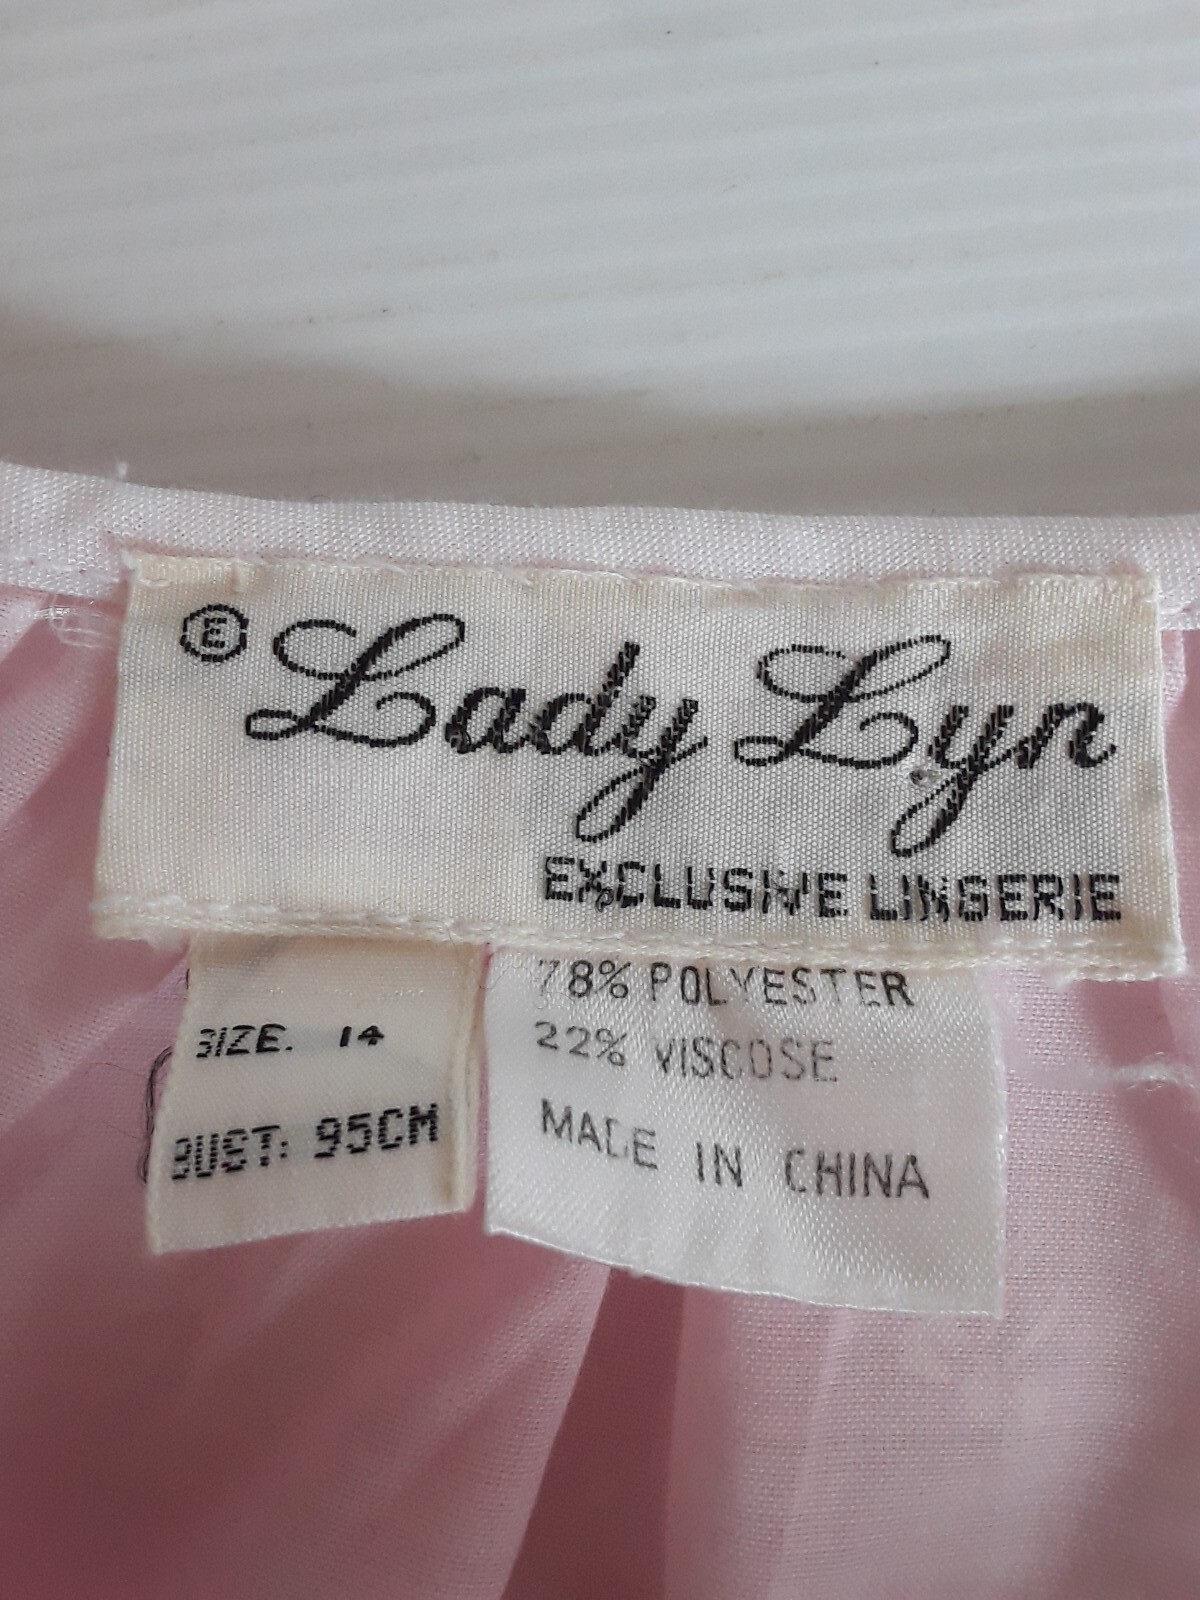 Ⓔ Lady Lyn
EXCLUSIVE LINGERIE
SIZE. 14
BUST: 95CM
78% POLYESTER
22% VISCOSE
MADE IN CHINA